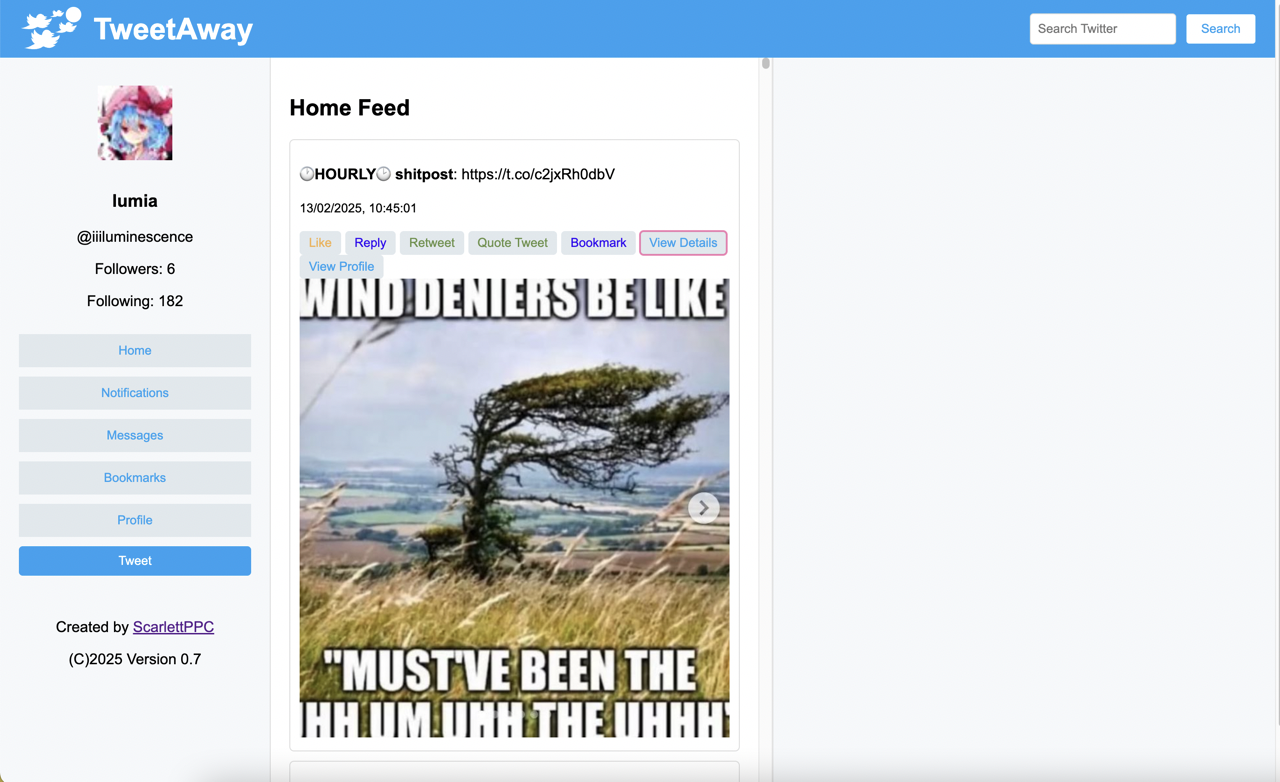 TweetAway
Search Twitter
Search
lumia
@iiiluminescence
Followers: 6
Following: 182
Home
Notifications
Messages
Bookmarks
Profile
Tweet
Created by ScarlettPPC
(C)2025 Version 0.7
Home Feed
🕛HOURLY🕒 shitpost: https://t.co/c2jxRh0dbV
13/02/2025, 10:45:01
Like Reply Retweet Quote Tweet Bookmark View Details
View Profile
WIND DENIERS BE LIKE
"MUST'VE BEEN THE
UHH UM UHH THE UHHH"